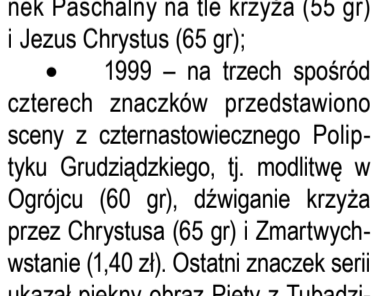 nek Paschalny na tle krzyża (55 gr)
i Jezus Chrystus (65 gr);
• 1999 – na trzech spośród
czterech znaczków przedstawiono
sceny z czternastowiecznego Polip-
tyku Grudziądzkiego, tj. modlitwę w
Ogrójcu (60 gr), dźwiganie krzyża
przez Chrystusa (65 gr) i Zmartwych-
wstanie (1,40 zł). Ostatni znaczek serii
ukazał piękny obraz Piety z Tubądzi-